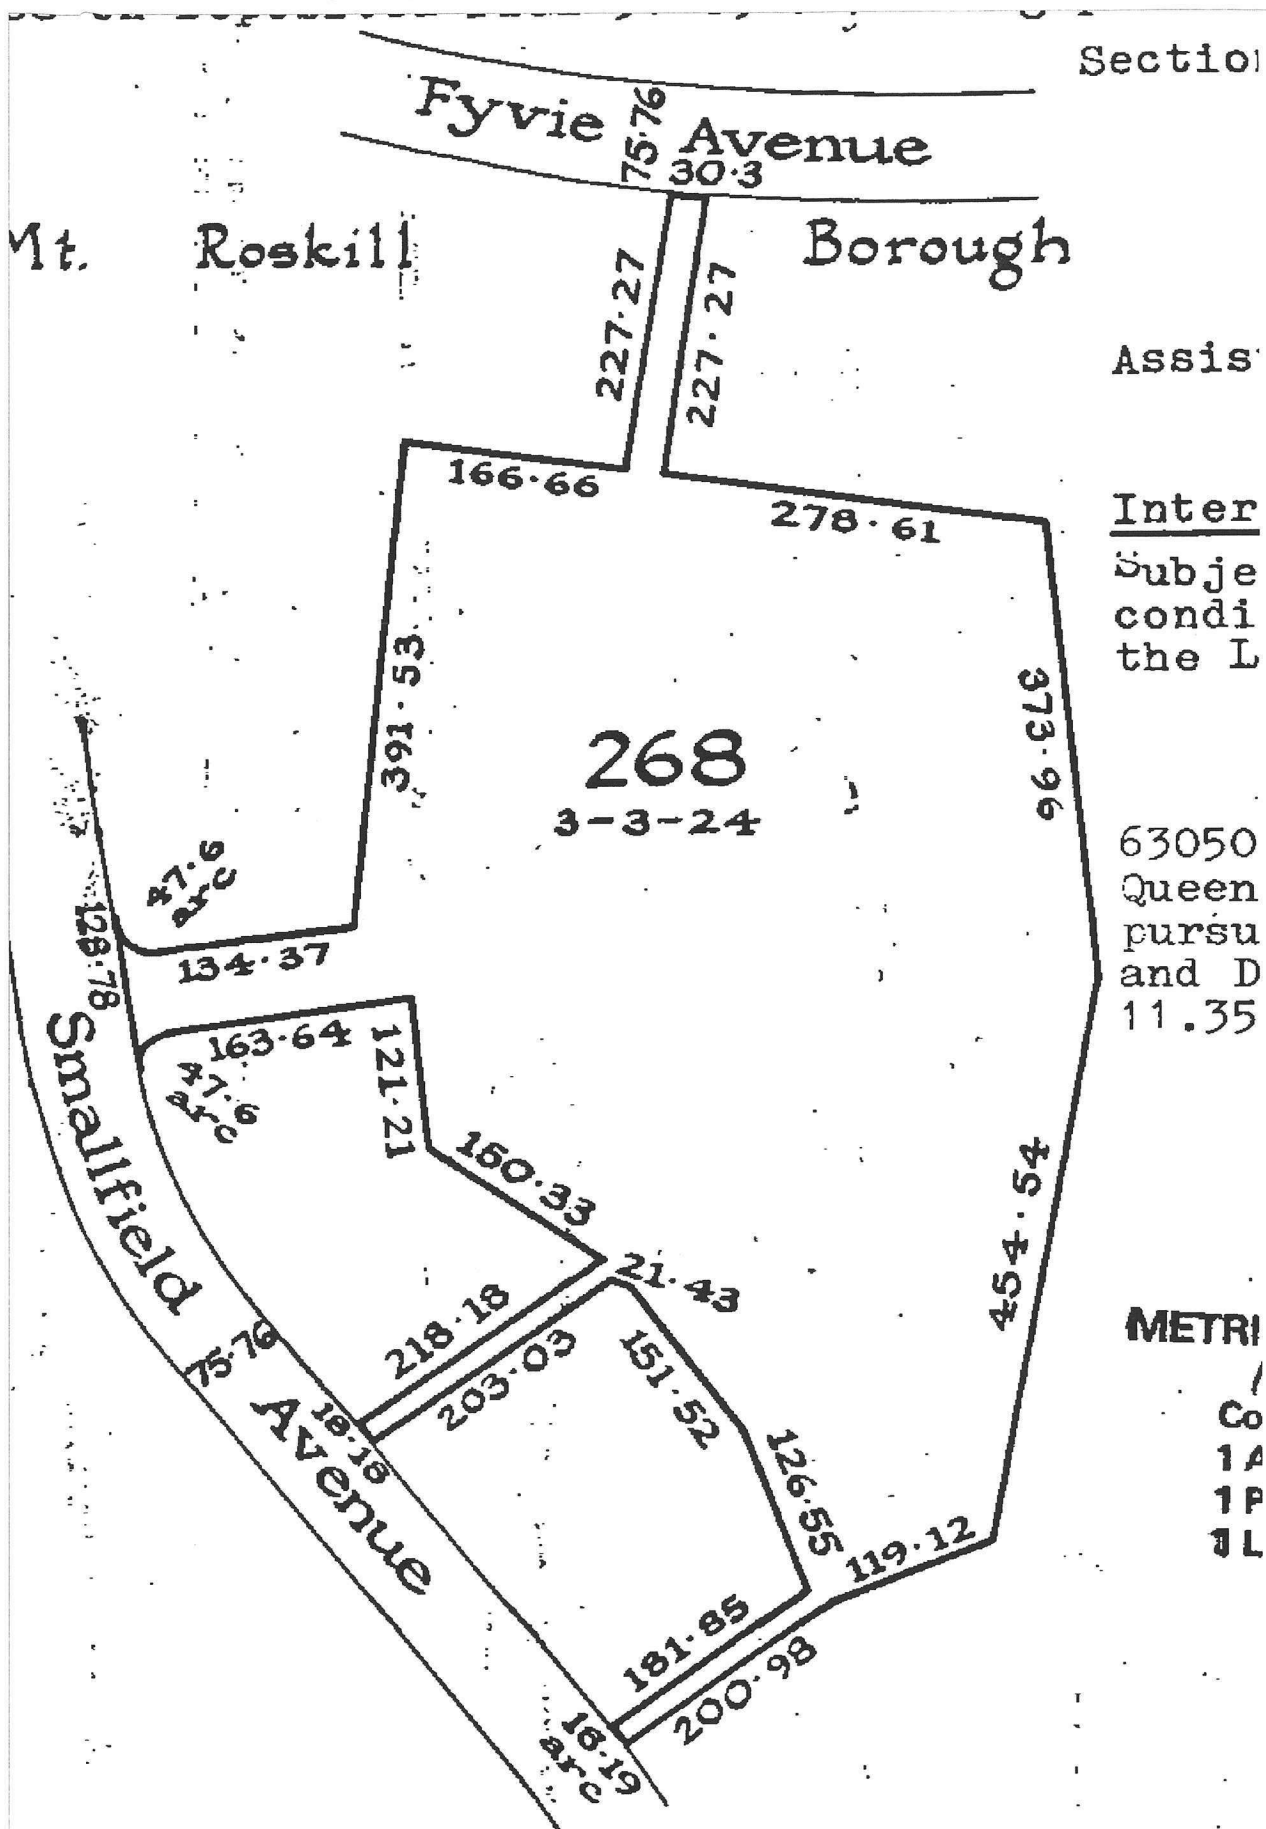 Section
Fyvie Avenue
75·76
30·3
Mt. Roskill Borough
227·27
227·27
Assis
166·66
278·61
Inter
Subje
condi
the L
391·53
373·96
268
3-3-24
63050
Queen
pursu
and D
11.35
47·6
arc
128·78
134·37
163·64
47·6
arc
121·21
150·33
21·43
454·54
Smallfield Avenue
75·76
218·18
203·03
18·18
151·52
126·55
119·12
181·85
200·98
18·19
arc
METRI
Co
1 A
1 P
1 L